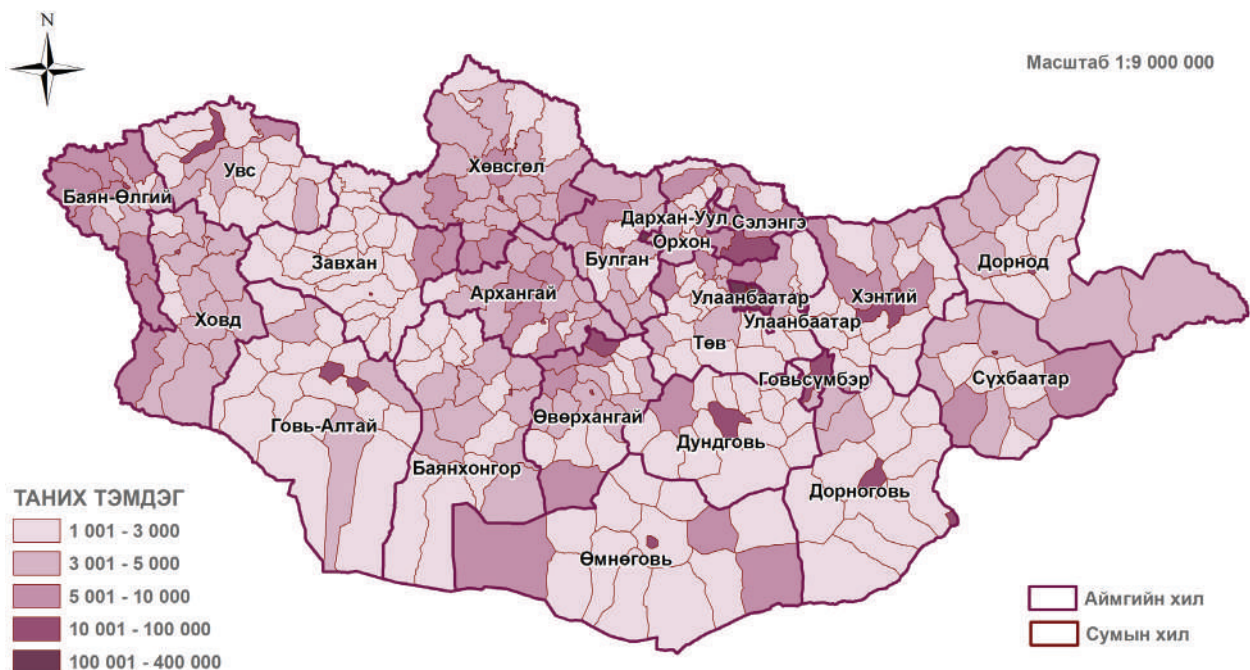 N
Масштаб 1:9 000 000
Хөвсгөл
Увс
Баян-Өлгий
Дархан-Уул
Сэлэнгэ
Орхон
Булган
Завхан
Дорнод
Архангай
Улаанбаатар
Хэнтий
Ховд
Улаанбаатар
Төв
Говьсүмбэр
Сүхбаатар
Говь-Алтай
Өвөрхангай
Дундговь
Баянхонгор
Дорноговь
Өмнөговь
ТАНИХ ТЭМДЭГ
1 001 - 3 000
3 001 - 5 000
5 001 - 10 000
10 001 - 100 000
100 001 - 400 000
Аймгийн хил
Сумын хил